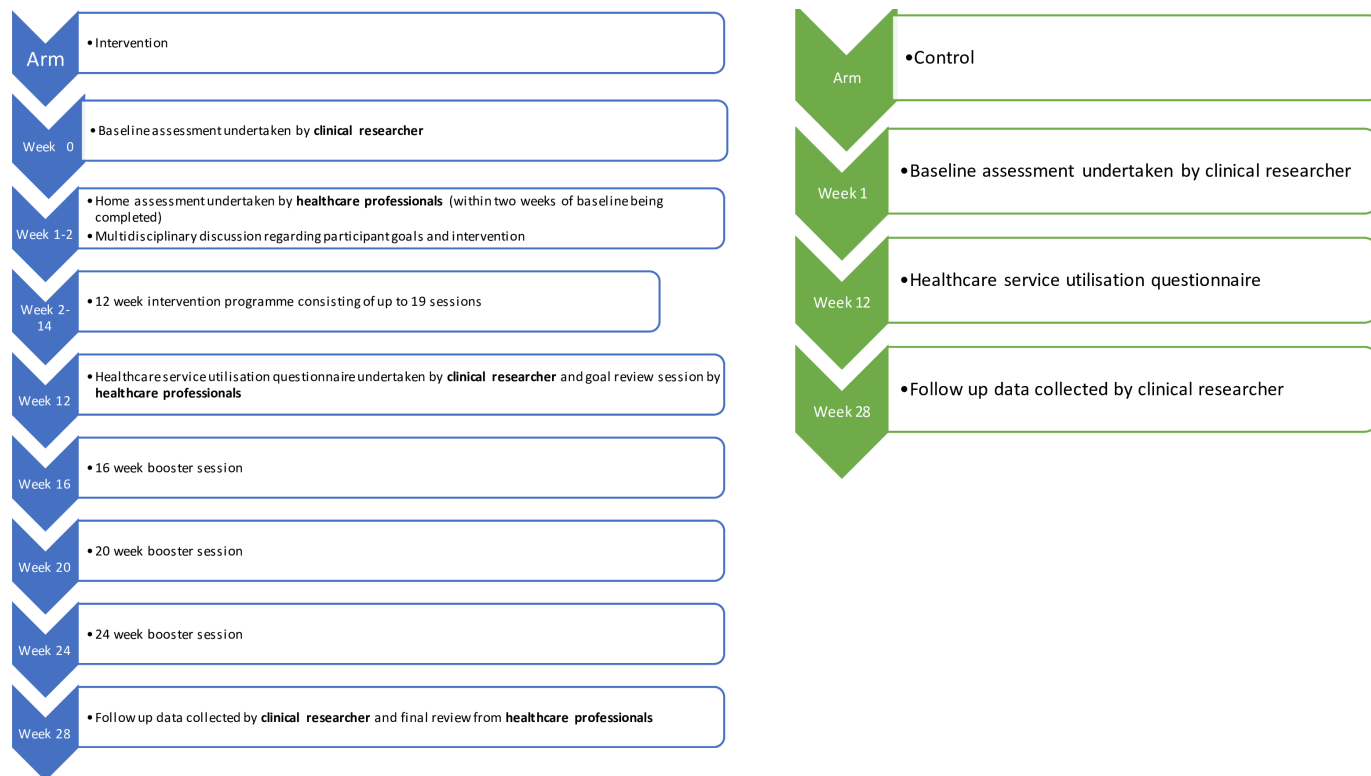 Arm
•Intervention
Week 0
•Baseline assessment undertaken by clinical researcher
Week 1-2
•Home assessment undertaken by healthcare professionals (within two weeks of baseline being
completed)
•Multidisciplinary discussion regarding participant goals and intervention
Week 2-
14
•12 week intervention programme consisting of up to 19 sessions
Week 12
•Healthcare service utilisation questionnaire undertaken by clinical researcher and goal review session by
healthcare professionals
Week 16
•16 week booster session
Week 20
•20 week booster session
Week 24
•24 week booster session
Week 28
•Follow up data collected by clinical researcher and final review from healthcare professionals
Arm
•Control
Week 1
•Baseline assessment undertaken by clinical researcher
Week 12
•Healthcare service utilisation questionnaire
Week 28
•Follow up data collected by clinical researcher